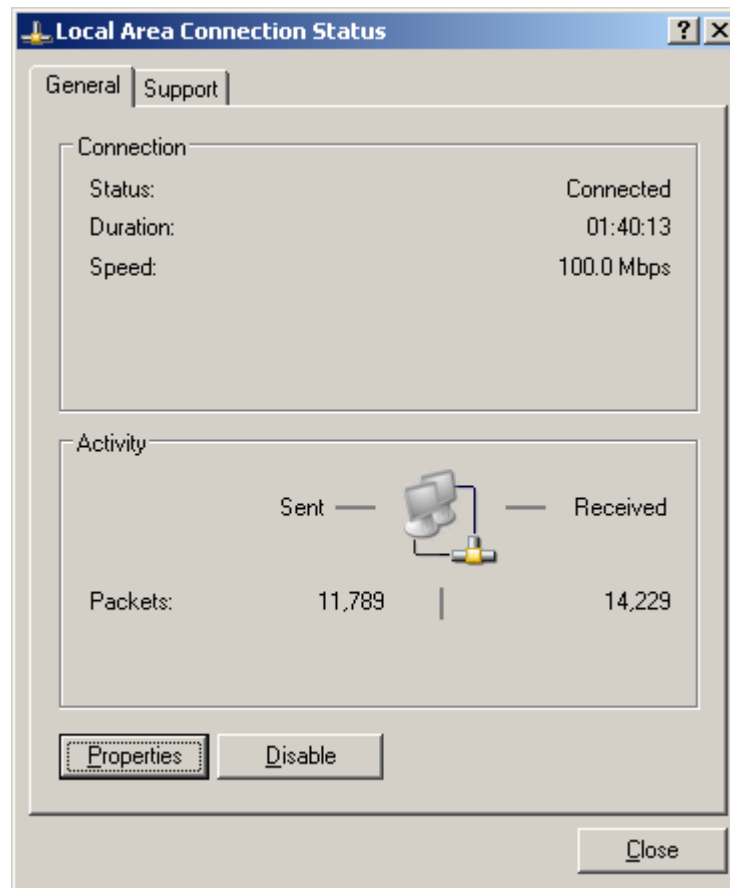 Local Area Connection Status
General Support
Connection
Status: Connected
Duration: 01:40:13
Speed: 100.0 Mbps
Activity
Sent Received
Packets: 11,789 14,229
Properties Disable
Close